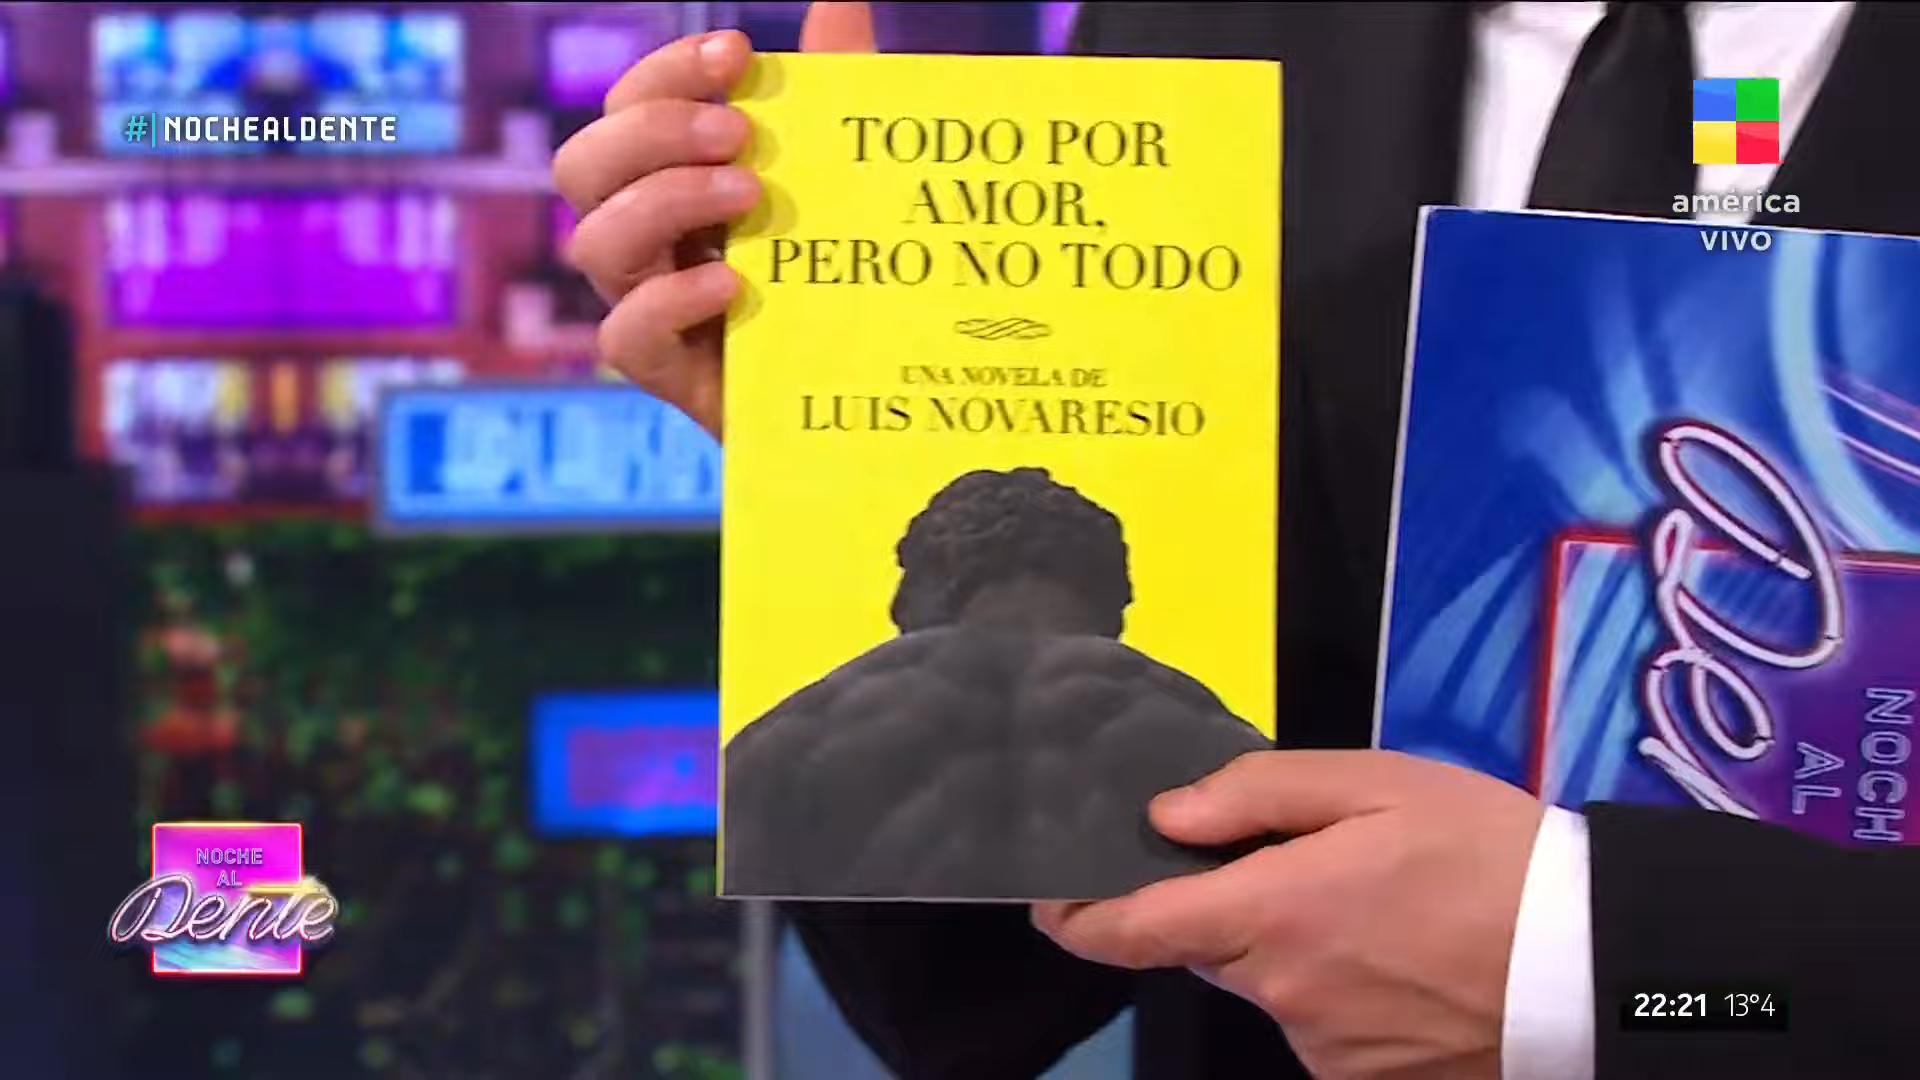 #NOCHEALDENTE
TODO POR
AMOR,
PERO NO TODO
UNA NOVELA DE
LUIS NOVARESIO
américa
VIVO
Den
NOCH
AL
NOCHE
AL
Dente
22:21 13°4